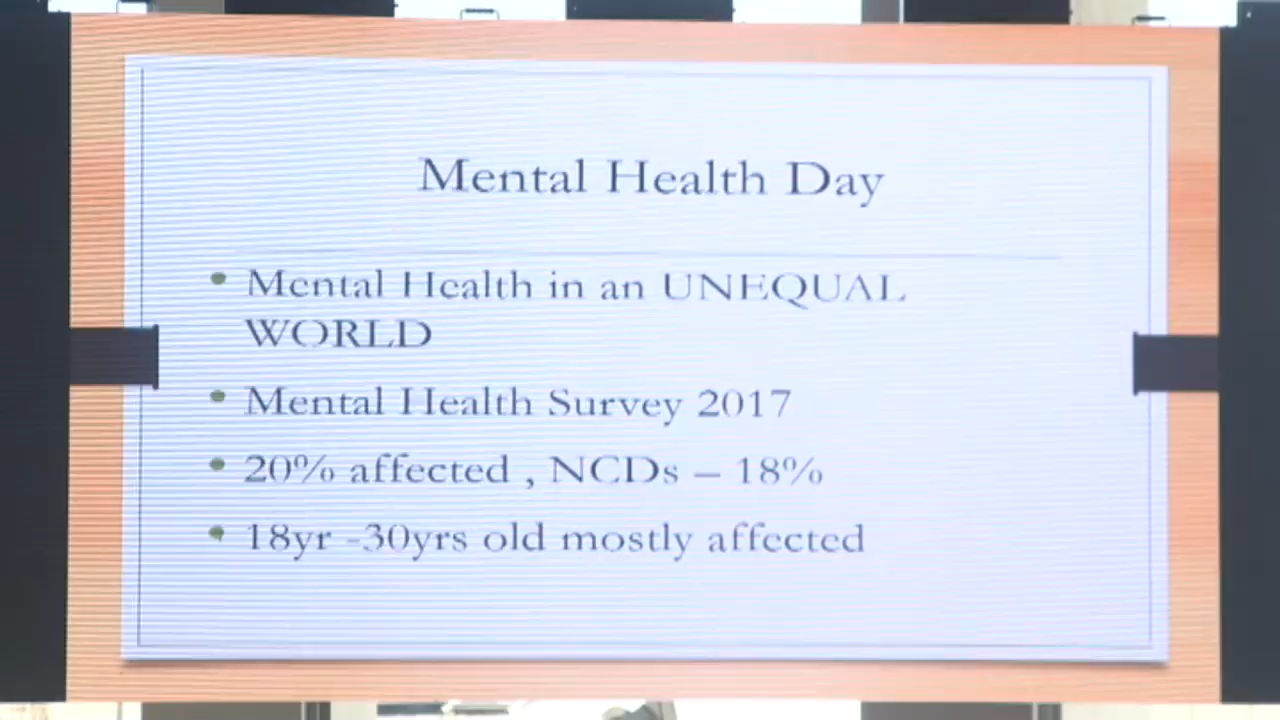 Mental Health Day
Mental Health in an UNEQUAL
WORLD
Mental Health Survey 2017
20% affected , NCDs – 18%
18yr -30yrs old mostly affected